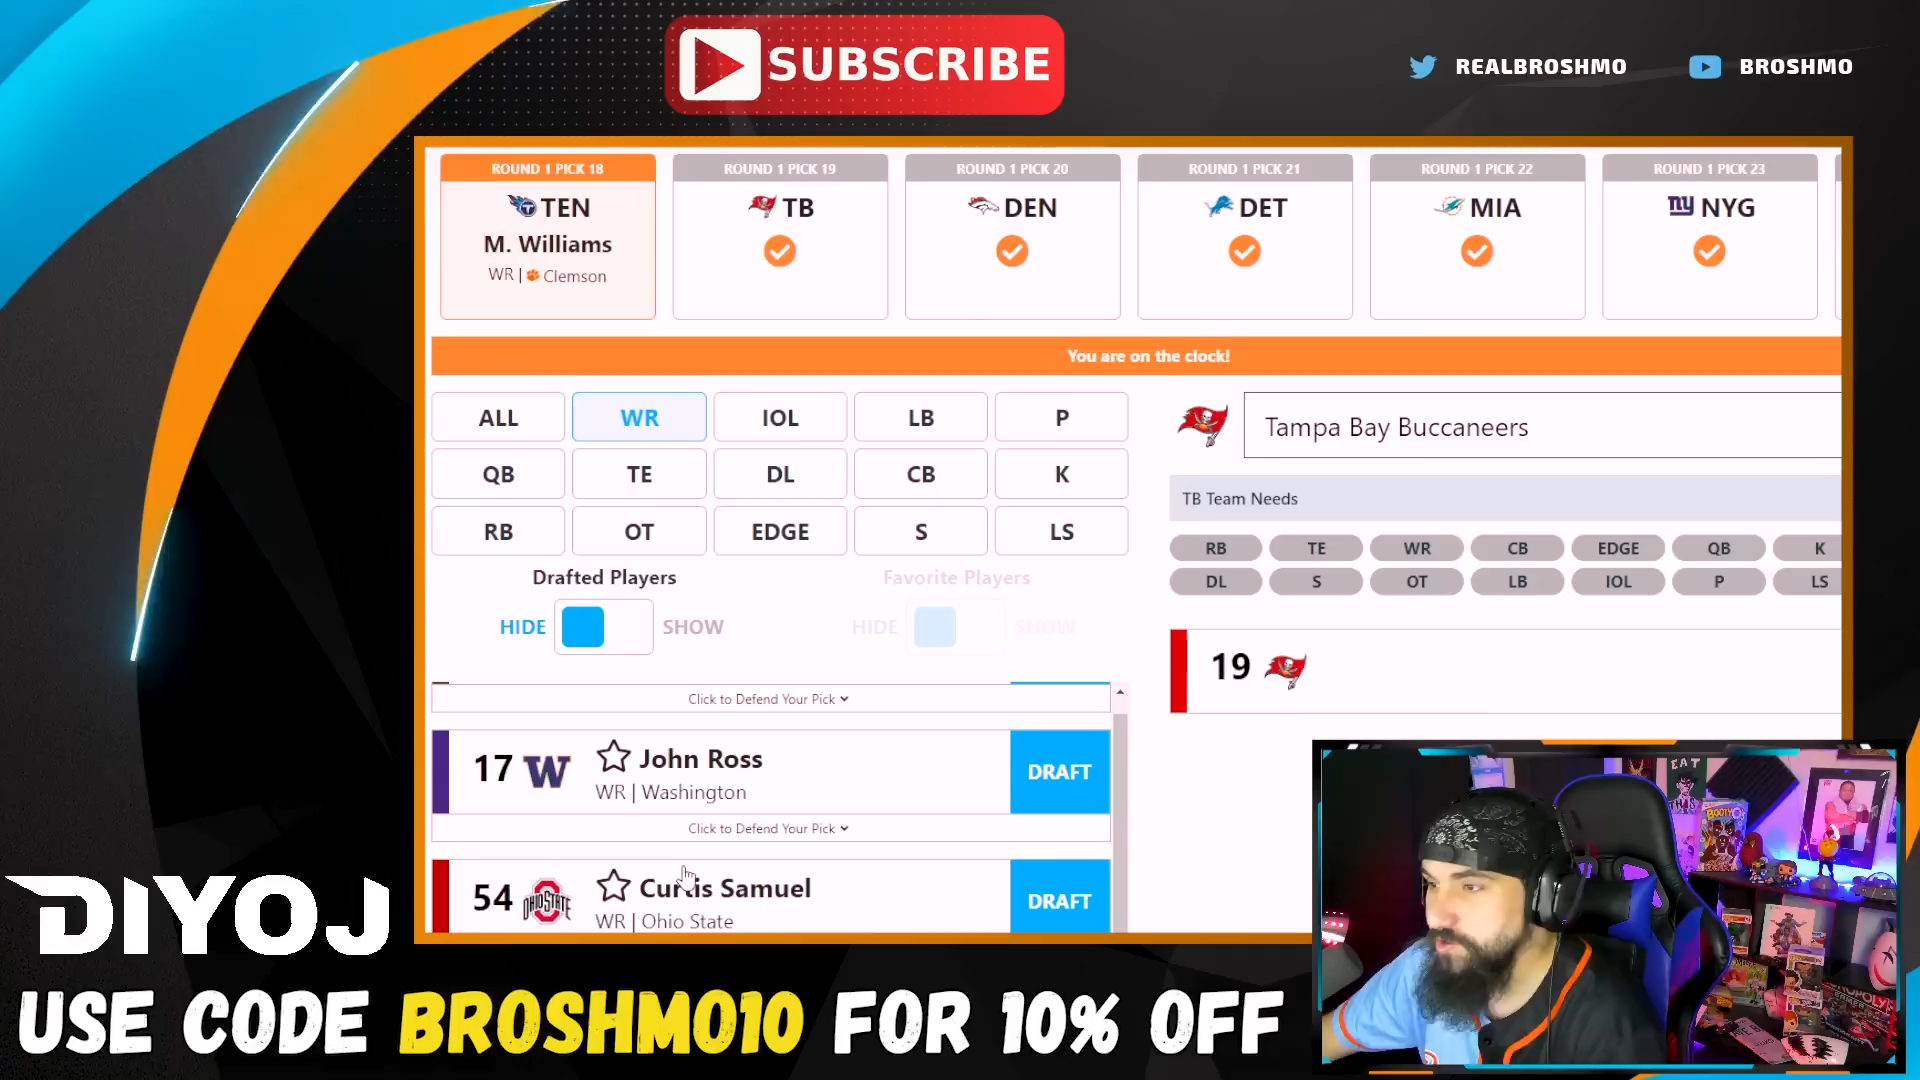 SUBSCRIBE
REALBROSHMO
BROSHMO
ROUND 1 PICK 18
TEN
M. Williams
WR | Clemson
ROUND 1 PICK 19
TB
ROUND 1 PICK 20
DEN
ROUND 1 PICK 21
DET
ROUND 1 PICK 22
MIA
ROUND 1 PICK 23
NYG
You are on the clock!
ALL WR IOL LB P
QB TE DL CB K
RB OT EDGE S LS
Drafted Players
HIDE SHOW
Favorite Players
HIDE SHOW
Click to Defend Your Pick
17 W John Ross
WR | Washington
DRAFT
Click to Defend Your Pick
54 OHIO STATE Curtis Samuel
WR | Ohio State
DRAFT
Tampa Bay Buccaneers
TB Team Needs
RB TE WR CB EDGE QB K
DL S OT LB IOL P LS
19
EAT
THIS
BOOTYO'S
DIYOJ
USE CODE BROSHMO10 FOR 10% OFF